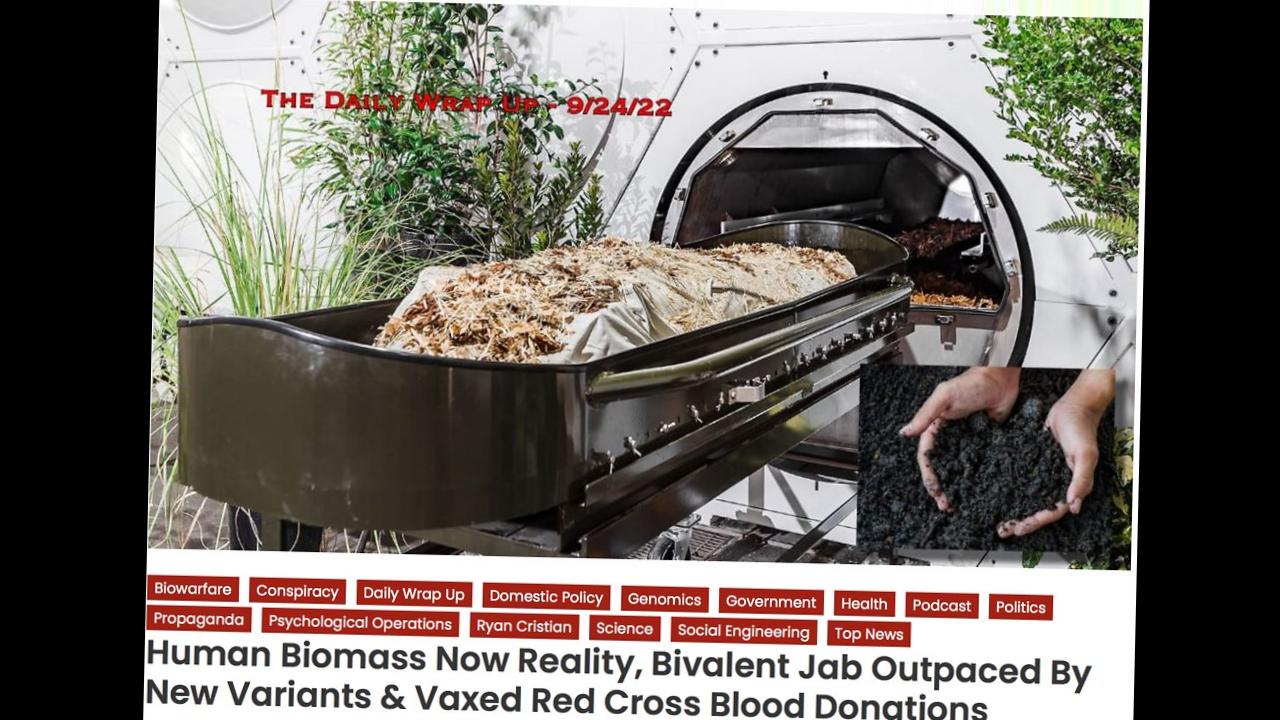 The Daily Wrap Up - 9/24/22
Biowarfare Conspiracy Daily Wrap Up Domestic Policy Genomics Government Health Podcast Politics
Propaganda Psychological Operations Ryan Cristian Science Social Engineering Top News
Human Biomass Now Reality, Bivalent Jab Outpaced By
New Variants & Vaxed Red Cross Blood Donations